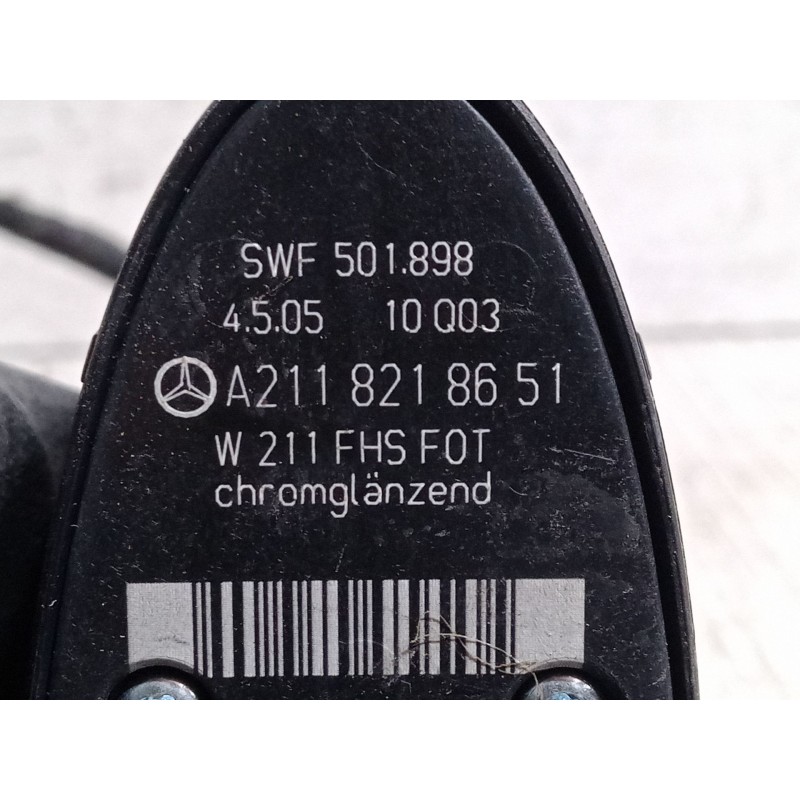 SWF 501.898
4.5.05 10 Q03
A211 821 86 51
W 211 FHS FOT
chromglänzend